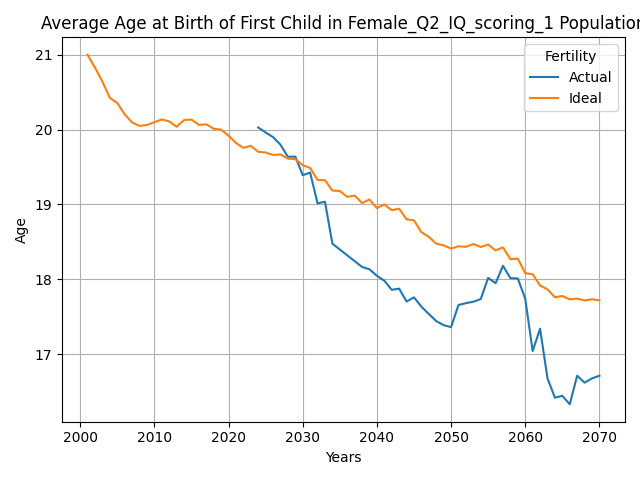 Average Age at Birth of First Child in Female_Q2_IQ_scoring_1 Population
Fertility
Actual
Ideal
21
20
19
18
17
Age
2000 2010 2020 2030 2040 2050 2060 2070
Years